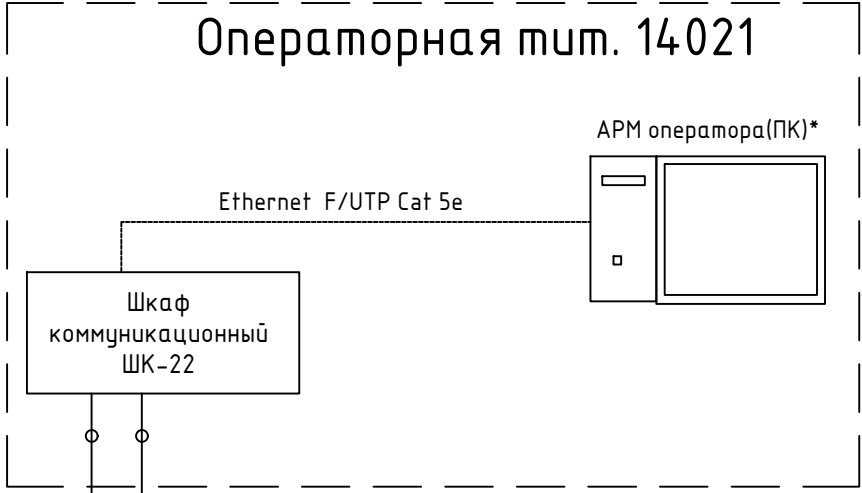 Операторная тит. 14021
АРМ оператора(ПК)*
Ethernet F/UTP Cat 5e
Шкаф
коммуникационный
ШК-22